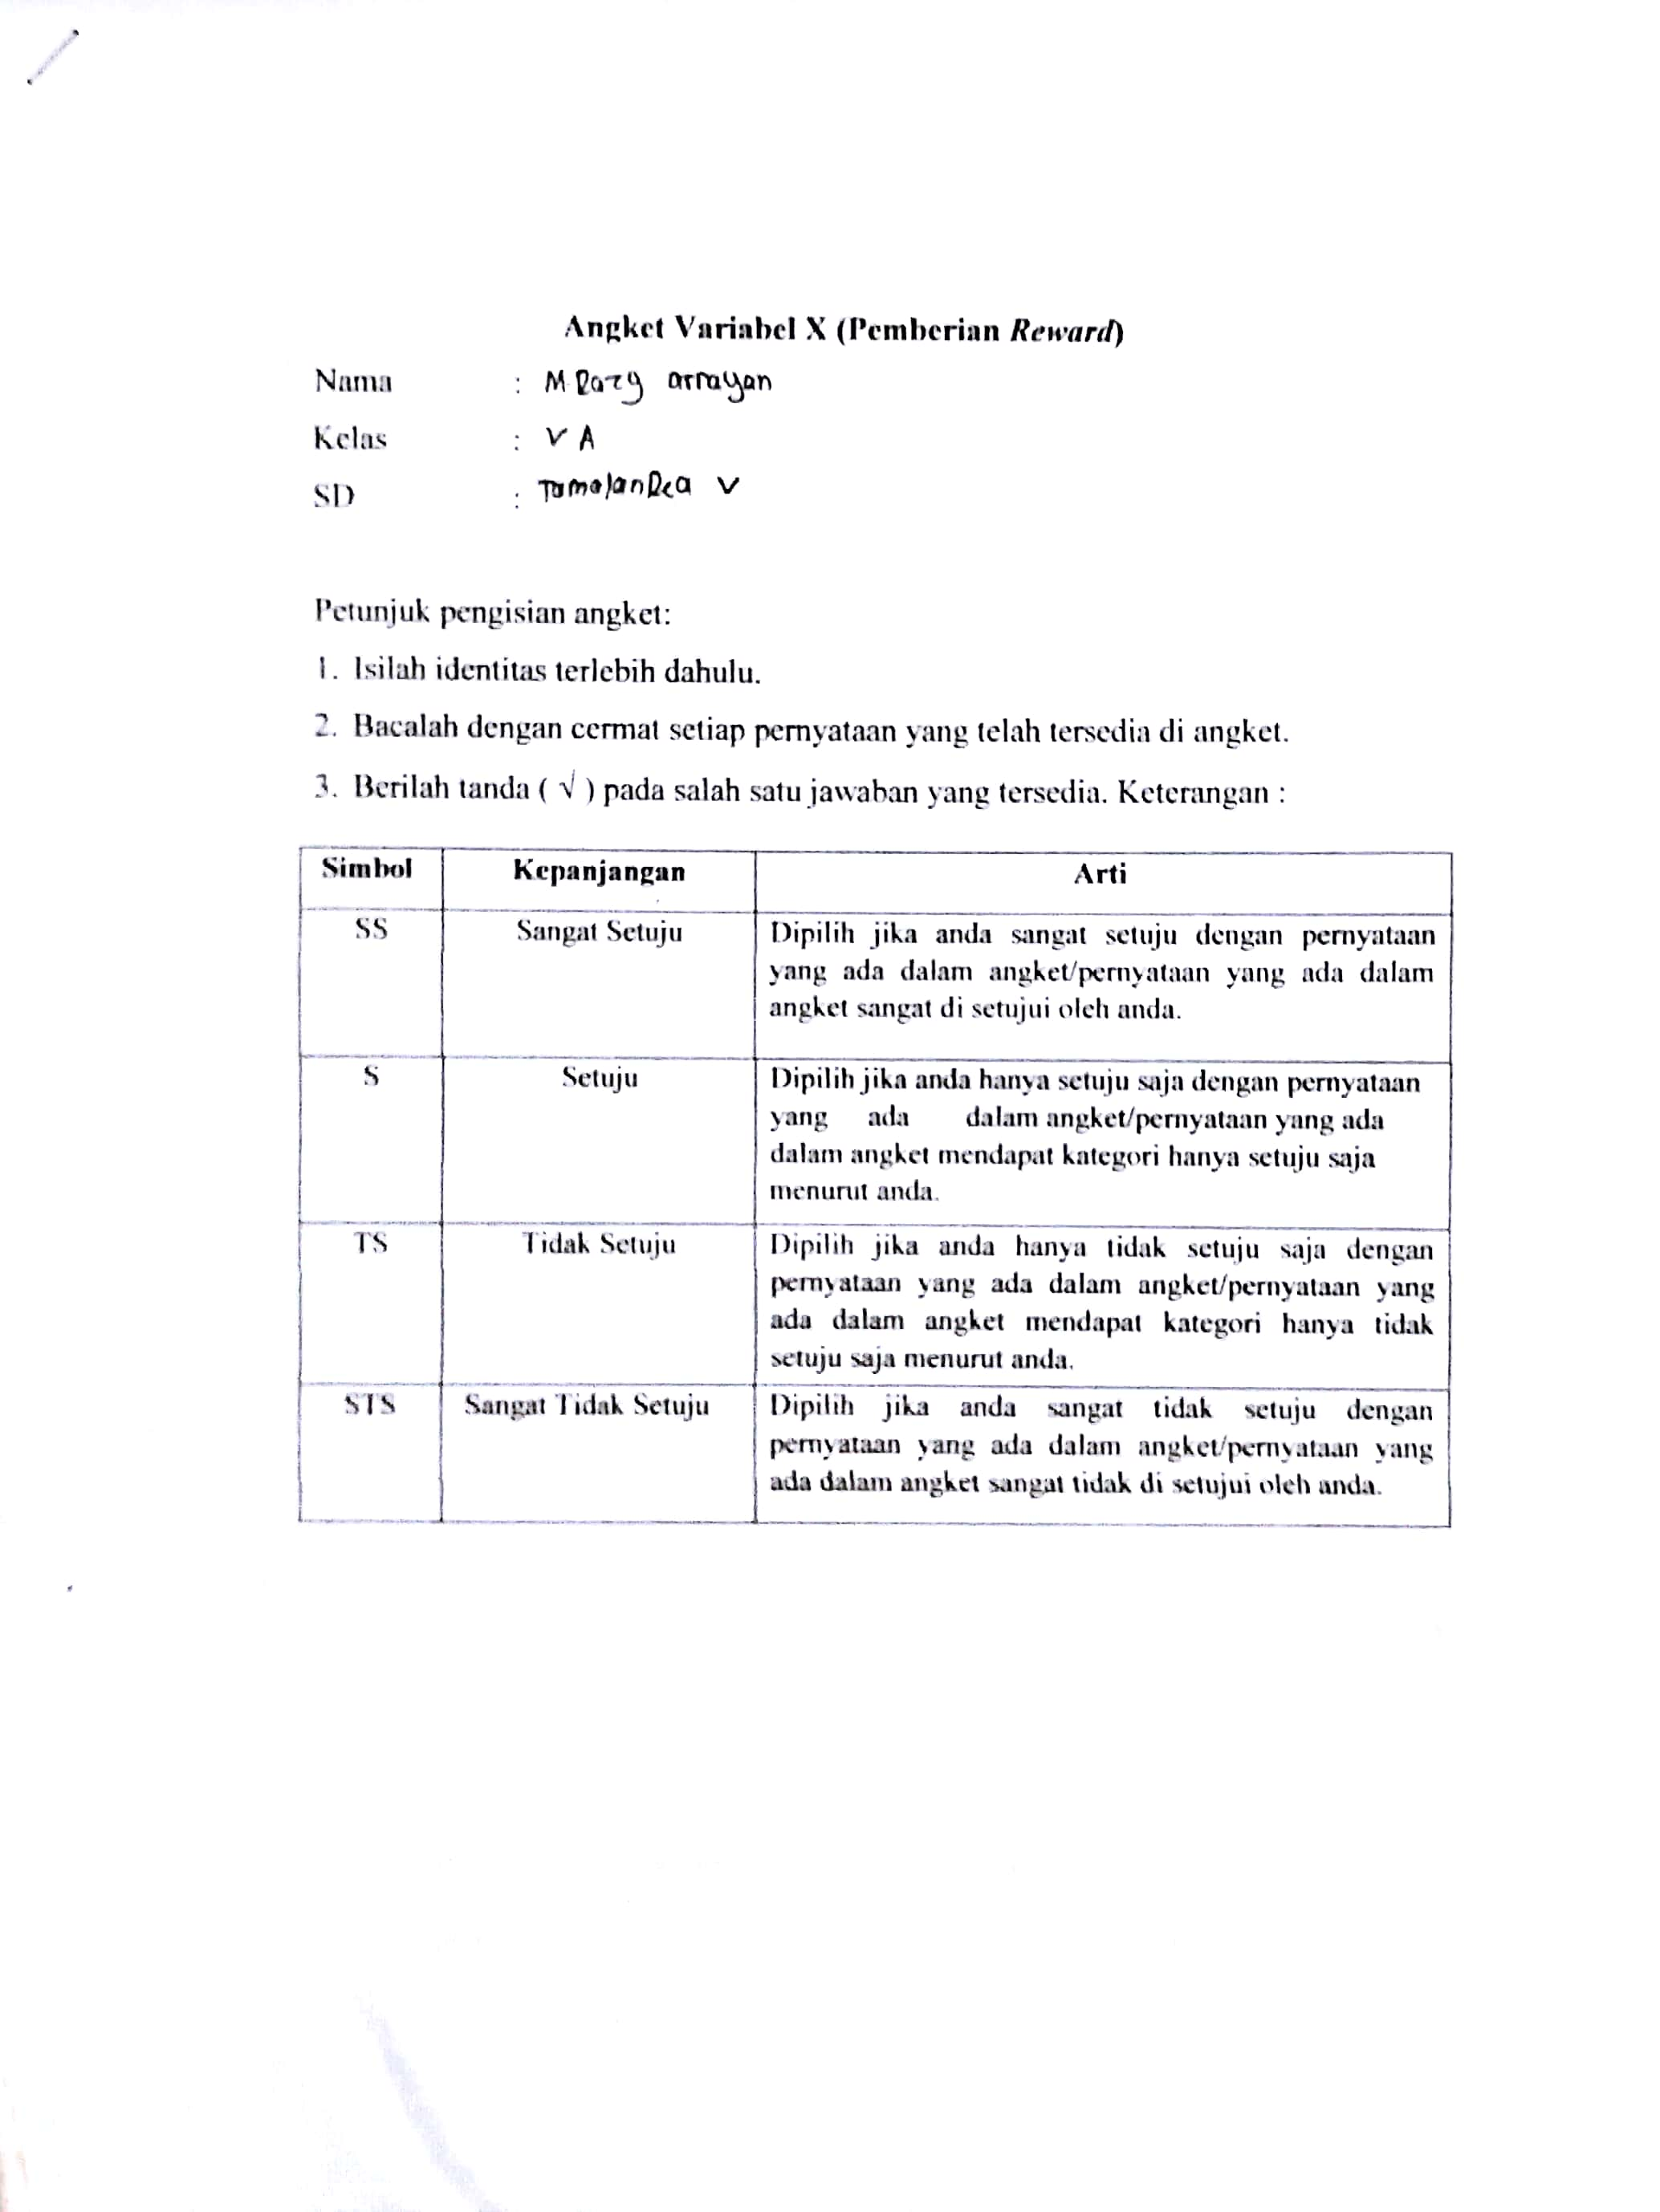 Angket Variabel X (Pemberian Reward)
Nama : M Razy arrayan
Kelas : V A
SD : TamalanRea V
Petunjuk pengisian angket:
1. Isilah identitas terlebih dahulu.
2. Bacalah dengan cermat setiap pernyataan yang telah tersedia di angket.
3. Berilah tanda ( √ ) pada salah satu jawaban yang tersedia. Keterangan :
Simbol Kepanjangan Arti
SS Sangat Setuju Dipilih jika anda sangat setuju dengan pernyataan
yang ada dalam angket/pernyataan yang ada dalam
angket sangat di setujui oleh anda.
S Setuju Dipilih jika anda hanya setuju saja dengan pernyataan
yang ada dalam angket/pernyataan yang ada
dalam angket mendapat kategori hanya setuju saja
menurut anda.
TS Tidak Setuju Dipilih jika anda hanya tidak setuju saja dengan
pernyataan yang ada dalam angket/pernyataan yang
ada dalam angket mendapat kategori hanya tidak
setuju saja menurut anda.
STS Sangat Tidak Setuju Dipilih jika anda sangat tidak setuju dengan
pernyataan yang ada dalam angket/pernyataan yang
ada dalam angket sangat tidak di setujui oleh anda.